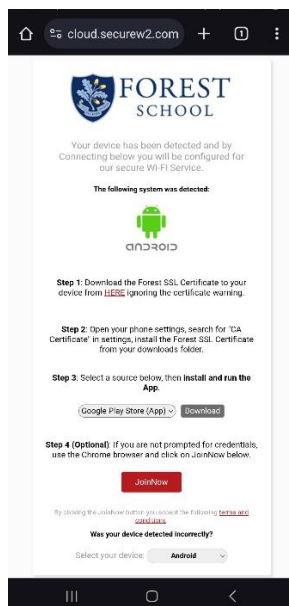 cloud.securew2.com
1
FOREST
SCHOOL
Your device has been detected and by
Connecting below you will be configured for
our secure WI-FI Service.
The following system was detected:
ANDROID
Step 1: Download the Forest SSL Certificate to your
device from HERE ignoring the certificate warning.
Step 2: Open your phone settings, search for 'CA
Certificate' in settings, install the Forest SSL Certificate
from your downloads folder.
Step 3: Select a source below, then install and run the
App.
Google Play Store (App) Download
Step 4 (Optional): If you are not prompted for credentials,
use the Chrome browser and click on JoinNow below.
JoinNow
By clicking the JoinNow button you accept the following terms and
conditions
Was your device detected incorrectly?
Select your device: Android